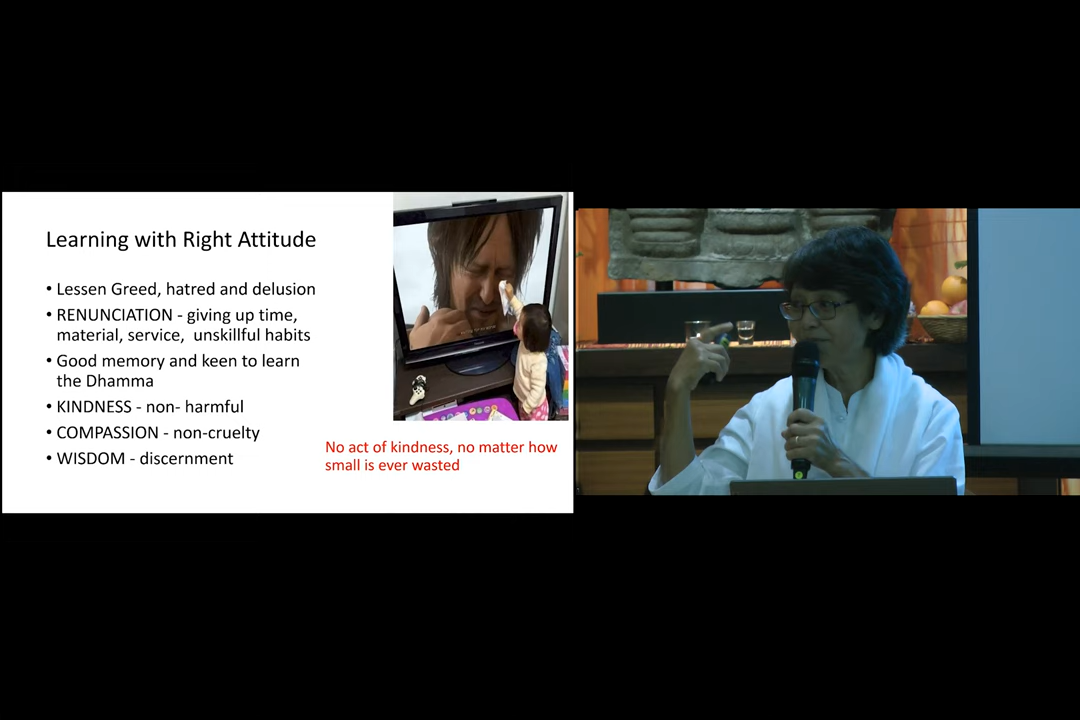 Learning with Right Attitude
• Lessen Greed, hatred and delusion
• RENUNCIATION - giving up time,
material, service, unskillful habits
• Good memory and keen to learn
the Dhamma
• KINDNESS - non- harmful
• COMPASSION - non-cruelty
• WISDOM - discernment
No act of kindness, no matter how
small is ever wasted